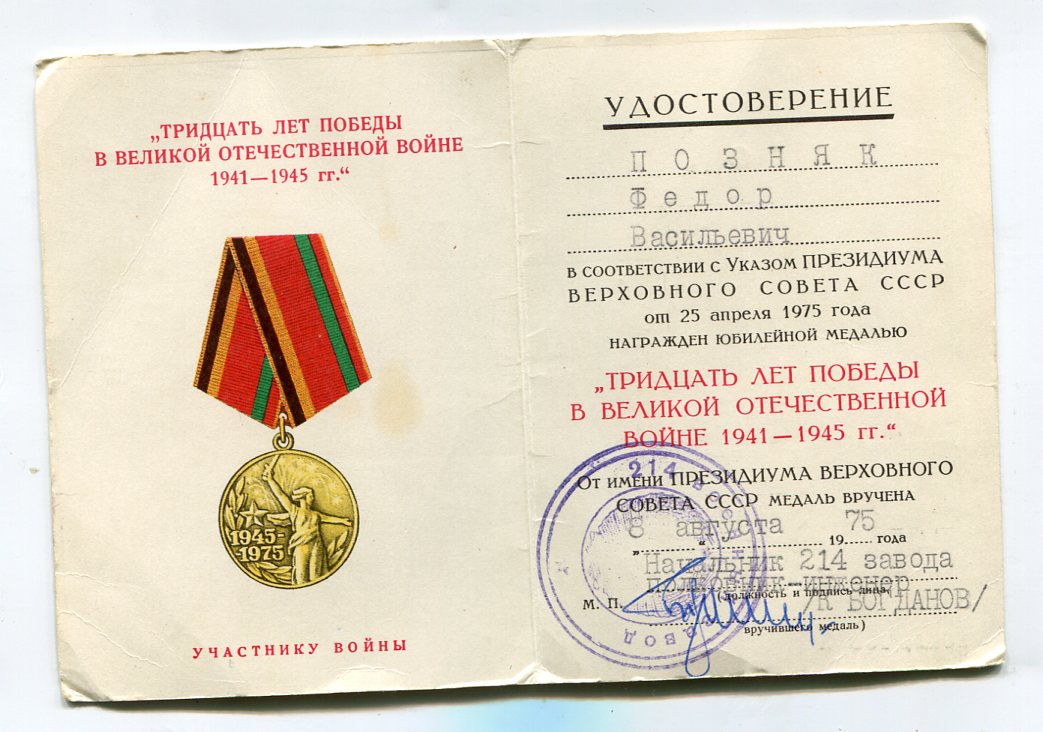 „ТРИДЦАТЬ ЛЕТ ПОБЕДЫ
В ВЕЛИКОЙ ОТЕЧЕСТВЕННОЙ ВОЙНЕ
1941—1945 гг.“
1945-
1975
УЧАСТНИКУ ВОЙНЫ
УДОСТОВЕРЕНИЕ
ПОЗНЯК
Федор
Васильевич
В СООТВЕТСТВИИ С УКАЗОМ ПРЕЗИДИУМА
ВЕРХОВНОГО СОВЕТА СССР
от 25 апреля 1975 года
НАГРАЖДЕН ЮБИЛЕЙНОЙ МЕДАЛЬЮ
„ТРИДЦАТЬ ЛЕТ ПОБЕДЫ
В ВЕЛИКОЙ ОТЕЧЕСТВЕННОЙ
ВОЙНЕ 1941—1945 гг.“
ОТ ИМЕНИ ПРЕЗИДИУМА ВЕРХОВНОГО
СОВЕТА СССР МЕДАЛЬ ВРУЧЕНА
8 августа 75
„ “ 19 года
Начальник 214 завода
полковник-инженер
М. П. (должность и подпись лица,
/К БОГДАНОВ/
вручившего медаль)
214 ЗАВОД